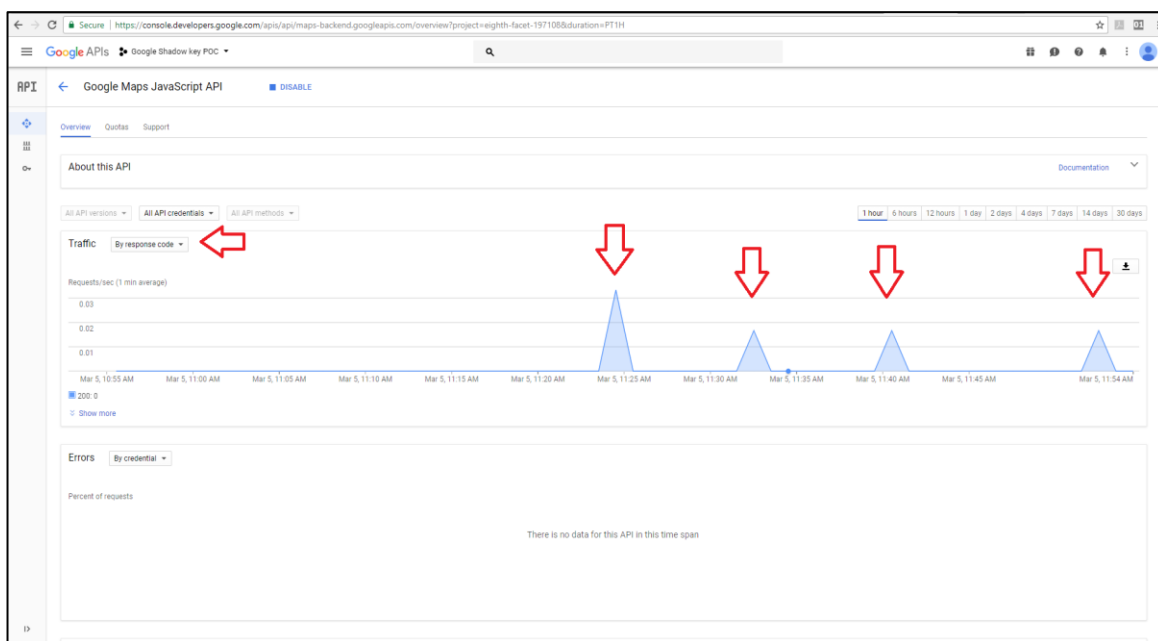 Secure | https://console.developers.google.com/apis/api/maps-backend.googleapis.com/overview?project=eighth-facet-197108&duration=PT1H
Google APIs Google Shadow key POC
API Google Maps JavaScript API DISABLE
Overview Quotas Support
About this API Documentation
All API versions All API credentials All API methods 1 hour 6 hours 12 hours 1 day 2 days 4 days 7 days 14 days 30 days
Traffic By response code
Requests/sec (1 min average)
0.03
0.02
0.01
Mar 5, 10:55 AM Mar 5, 11:00 AM Mar 5, 11:05 AM Mar 5, 11:10 AM Mar 5, 11:15 AM Mar 5, 11:20 AM Mar 5, 11:25 AM Mar 5, 11:30 AM Mar 5, 11:35 AM Mar 5, 11:40 AM Mar 5, 11:45 AM Mar 5, 11:54 AM
200: 0
Show more
Errors By credential
Percent of requests
There is no data for this API in this time span